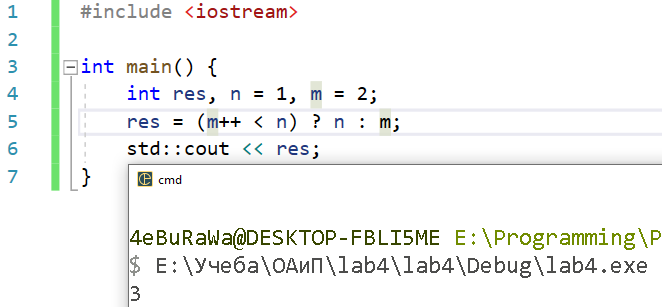 1 #include <iostream>
2
3 int main() {
4 int res, n = 1, m = 2;
5 res = (m++ < n) ? n : m;
6 std::cout << res;
7 }
cmd
4eBuRaWa@DESKTOP-FBLI5ME E:\Programming\P
$ E:\Учеба\ОАиП\lab4\lab4\Debug\lab4.exe
3